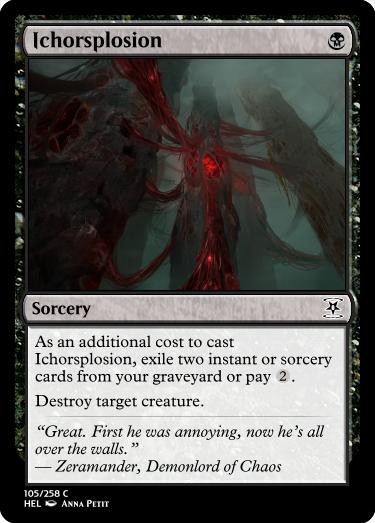 Ichorsplosion
Sorcery
As an additional cost to cast
Ichorsplosion, exile two instant or sorcery
cards from your graveyard or pay 2.
Destroy target creature.
“Great. First he was annoying, now he’s all
over the walls.”
— Zeramander, Demonlord of Chaos
105/258 C
HEL Anna Petit